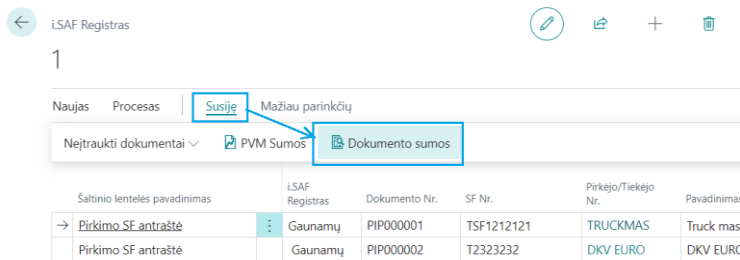 i.SAF Registras
1
Naujas Procesas Susiję Mažiau parinkčių
Neįtraukti dokumentai PVM Sumos Dokumento sumos
Šaltinio lentelės pavadinimas i.SAF Registras Dokumento Nr. SF Nr. Pirkėjo/Tiekėjo Nr. Pavadinimas
Pirkimo SF antraštė Gaunamų PIP000001 TSF1212121 TRUCKMAS Truck mas
Pirkimo SF antraštė Gaunamų PIP000002 T2323232 DKV EURO DKV EURO